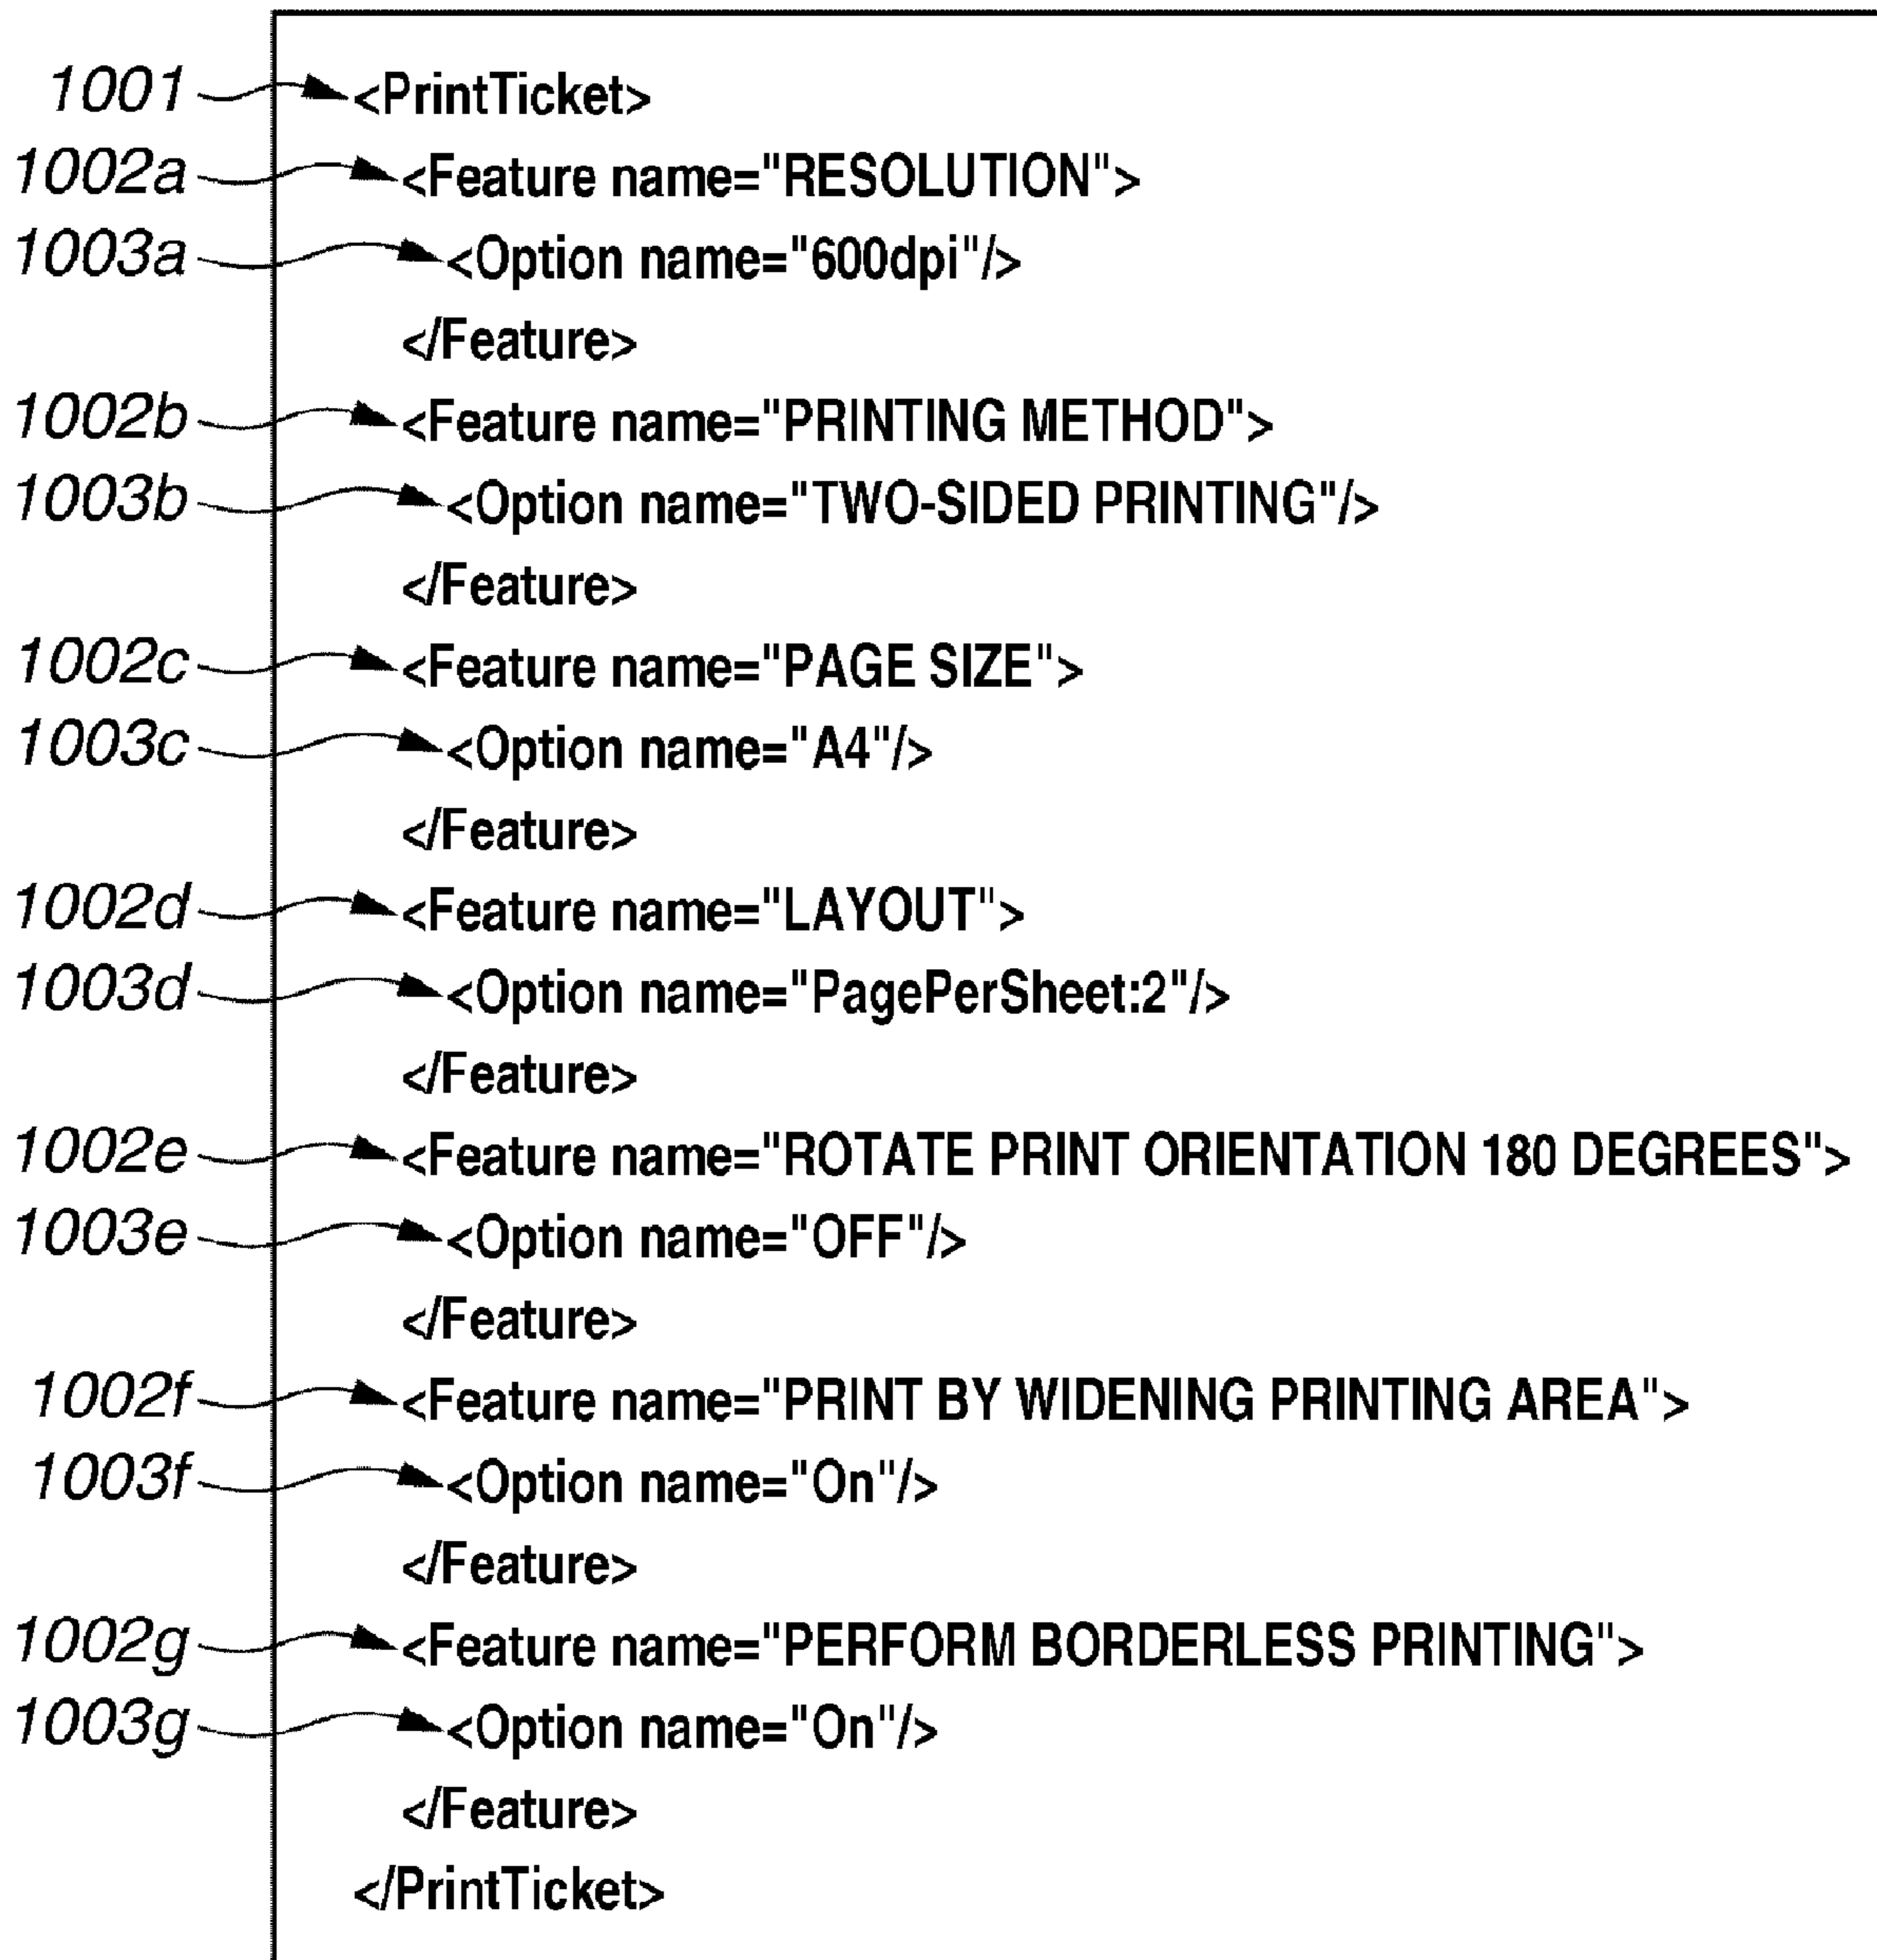 1001 <PrintTicket>
1002a <Feature name="RESOLUTION">
1003a <Option name="600dpi"/>
</Feature>
1002b <Feature name="PRINTING METHOD">
1003b <Option name="TWO-SIDED PRINTING"/>
</Feature>
1002c <Feature name="PAGE SIZE">
1003c <Option name="A4"/>
</Feature>
1002d <Feature name="LAYOUT">
1003d <Option name="PagePerSheet:2"/>
</Feature>
1002e <Feature name="ROTATE PRINT ORIENTATION 180 DEGREES">
1003e <Option name="OFF"/>
</Feature>
1002f <Feature name="PRINT BY WIDENING PRINTING AREA">
1003f <Option name="On"/>
</Feature>
1002g <Feature name="PERFORM BORDERLESS PRINTING">
1003g <Option name="On"/>
</Feature>
</PrintTicket>